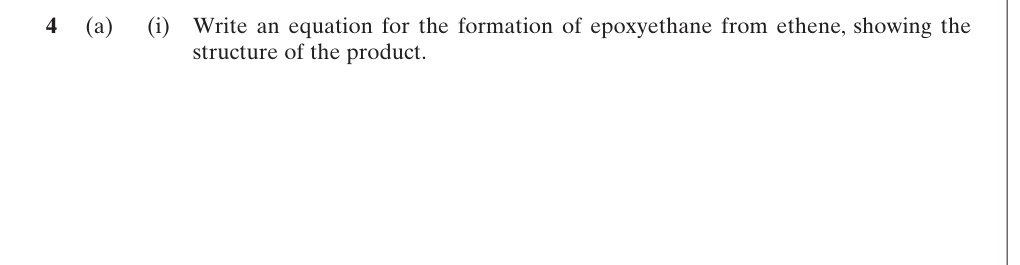 4 (a) (i) Write an equation for the formation of epoxyethane from ethene, showing the
structure of the product.